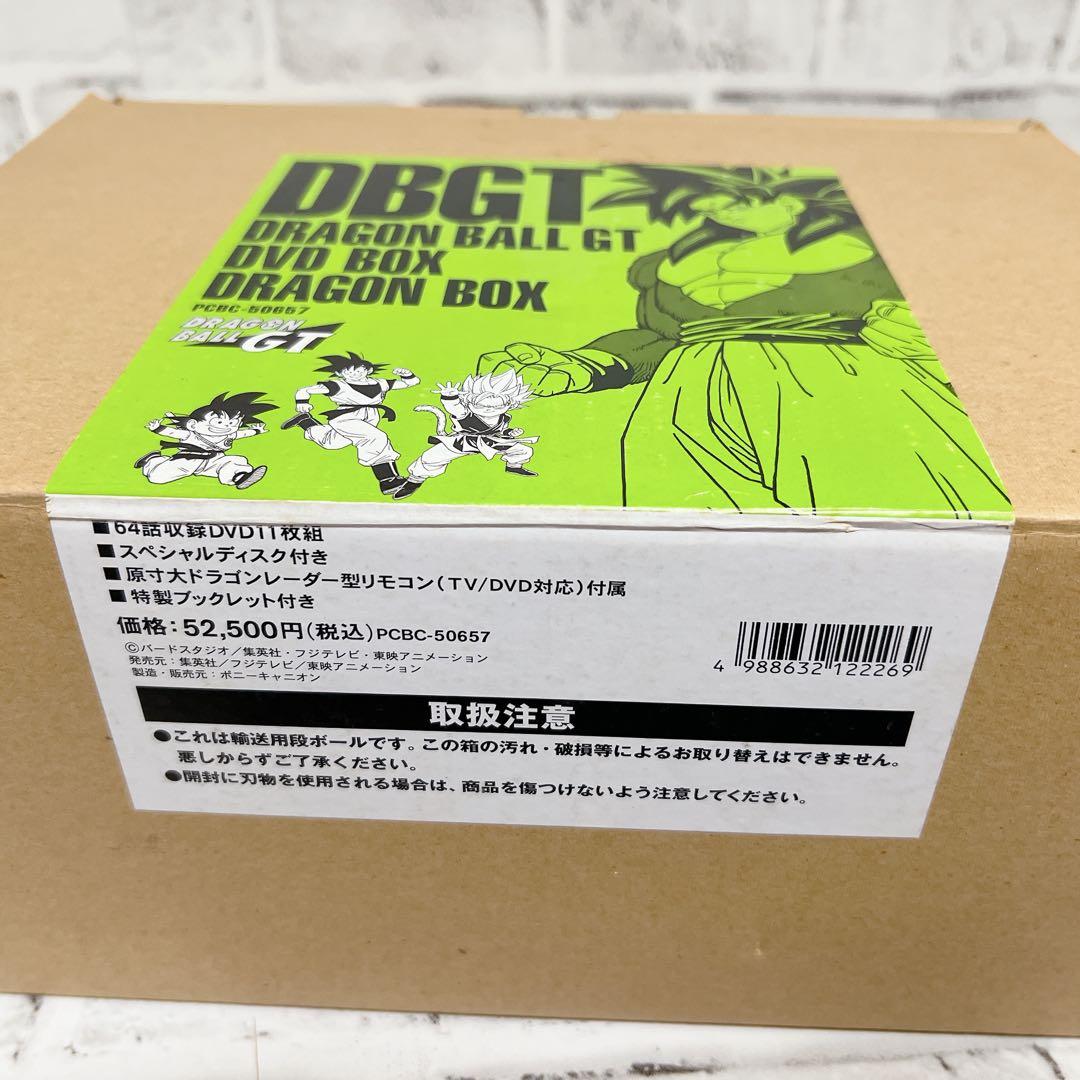 DBGT
DRAGON BALL GT
DVD BOX
DRAGON BOX
PCBC-50657
DRAGON
BALL GT
■64話収録DVD11枚組
■スペシャルディスク付き
■原寸大ドラゴンレーダー型リモコン(TV/DVD対応)付属
■特製ブックレット付き
価格:52,500円(税込)PCBC-50657
©バードスタジオ/集英社・フジテレビ・東映アニメーション
発売元:集英社/フジテレビ/東映アニメーション
製造・販売元:ポニーキャニオン
4 988632 122269
取扱注意
●これは輸送用段ボールです。この箱の汚れ・破損等によるお取り替えはできません。
悪しからずご了承ください。
●開封に刃物を使用される場合は、商品を傷つけないよう注意してください。